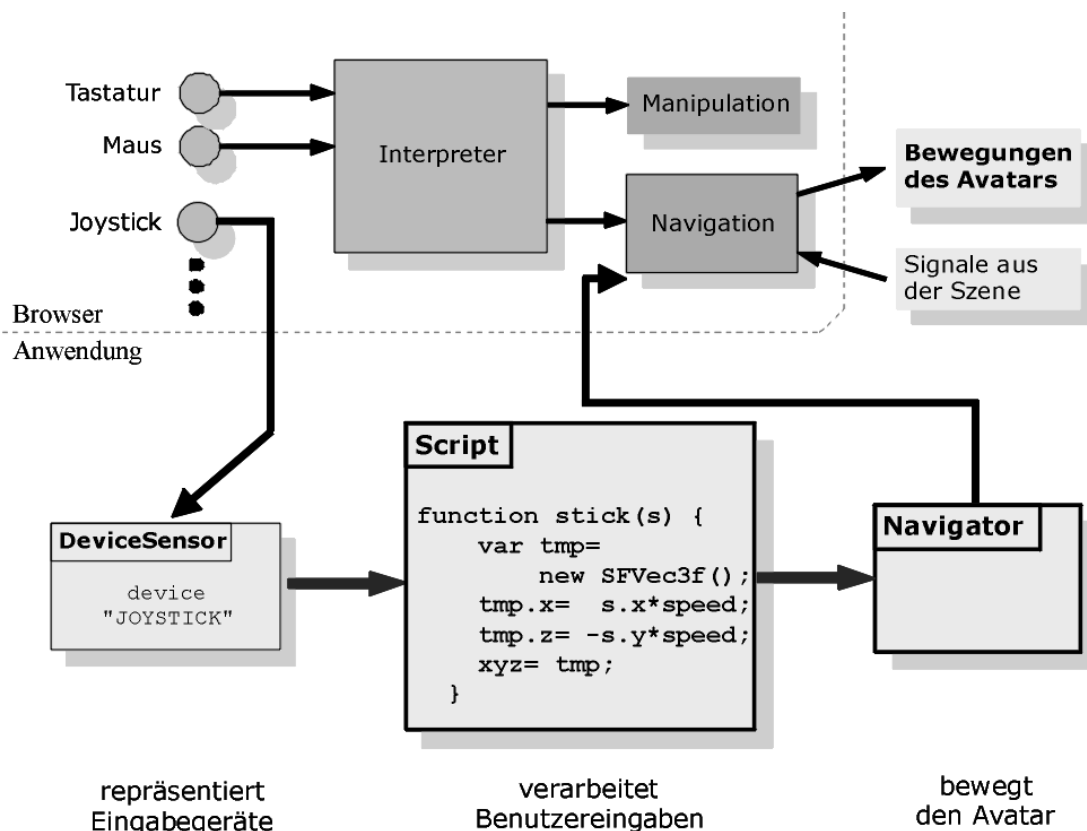 Tastatur
Maus
Joystick
Interpreter
Manipulation
Navigation
Bewegungen
des Avatars
Signale aus
der Szene
Browser
Anwendung
DeviceSensor
device
"JOYSTICK"
Script
function stick(s) {
var tmp=
new SFVec3f();
tmp.x=  s.x*speed;
tmp.z= -s.y*speed;
xyz= tmp;
}
Navigator
repräsentiert
Eingabegeräte
verarbeitet
Benutzereingaben
bewegt
den Avatar